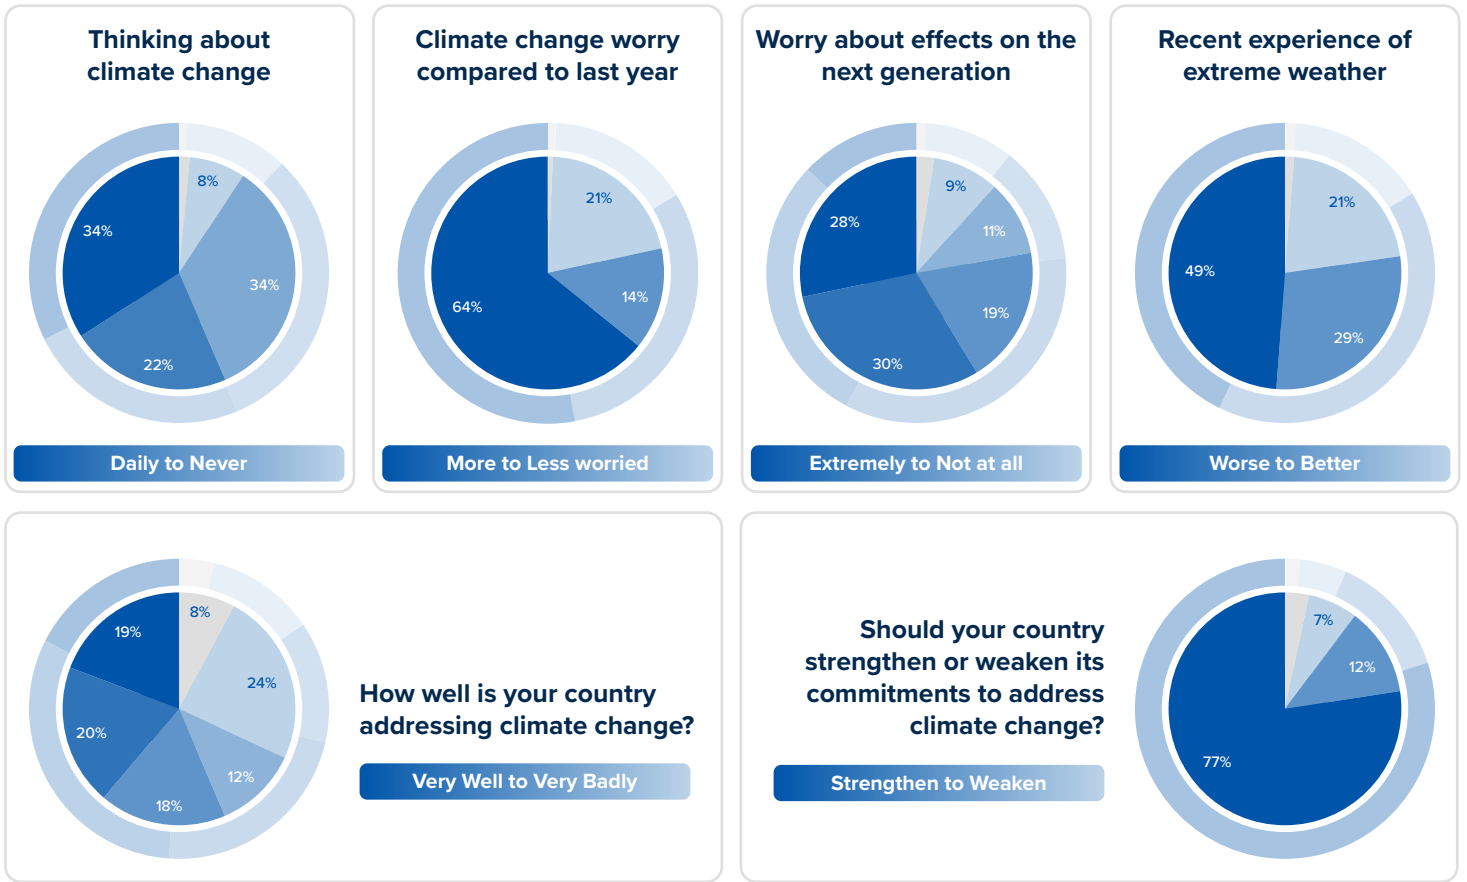 Thinking about
climate change
8%
34%
34%
22%
Daily to Never
Climate change worry
compared to last year
21%
14%
64%
More to Less worried
Worry about effects on the
next generation
9%
11%
28%
19%
30%
Extremely to Not at all
Recent experience of
extreme weather
21%
49%
29%
Worse to Better
8%
19%
24%
20%
12%
18%
How well is your country
addressing climate change?
Very Well to Very Badly
Should your country
strengthen or weaken its
commitments to address
climate change?
Strengthen to Weaken
7%
12%
77%